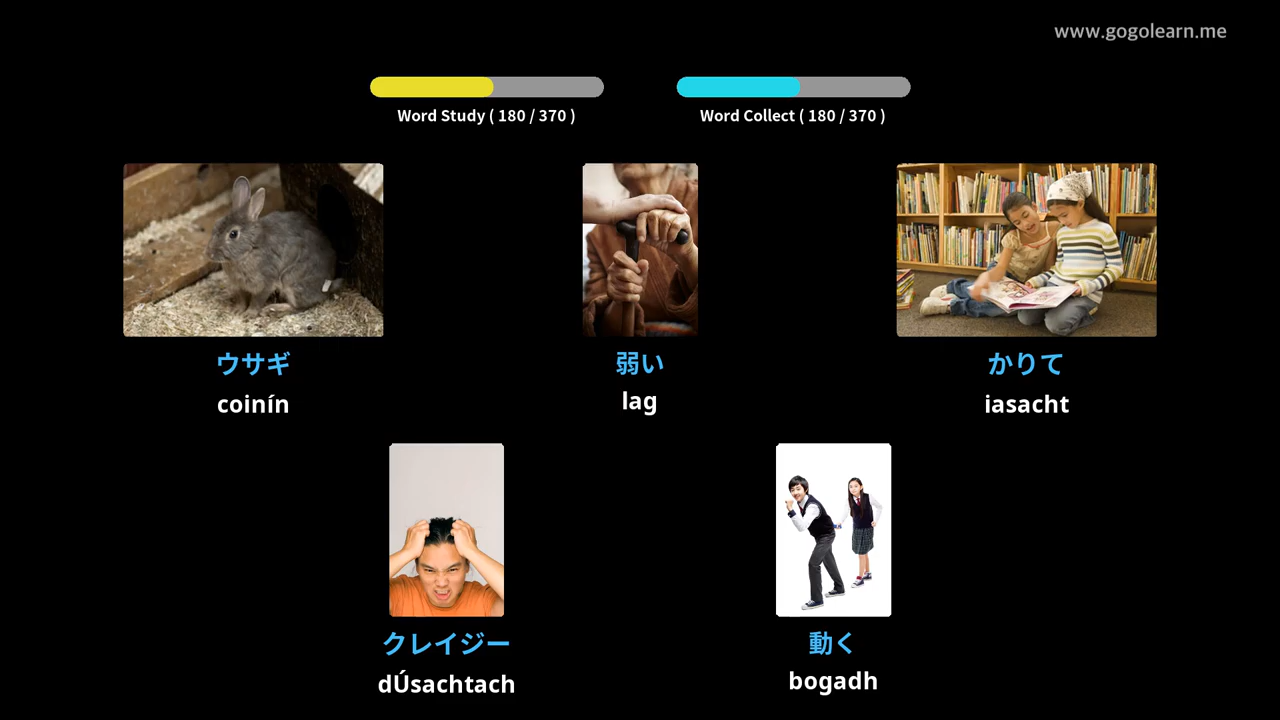 www.gogolearn.me
Word Study ( 180 / 370 )
Word Collect ( 180 / 370 )
ウサギ
coinín
弱い
lag
かりて
iasacht
クレイジー
dÚsachtach
動く
bogadh